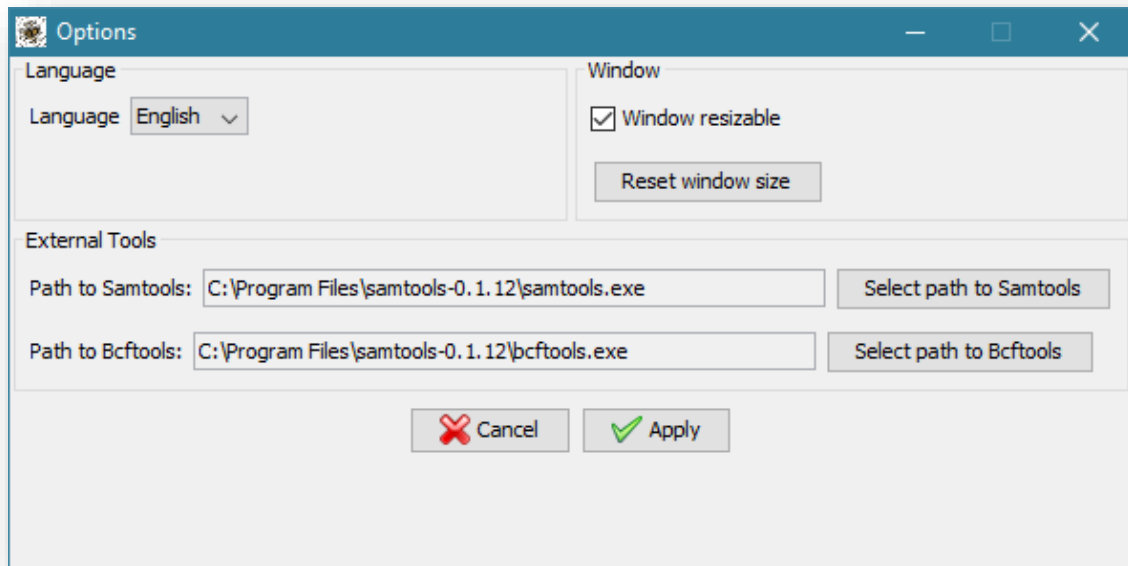 Options
Language
Language English
Window
Window resizable
Reset window size
External Tools
Path to Samtools: C:\Program Files\samtools-0.1.12\samtools.exe Select path to Samtools
Path to Bcftools: C:\Program Files\samtools-0.1.12\bcftools.exe Select path to Bcftools
Cancel Apply